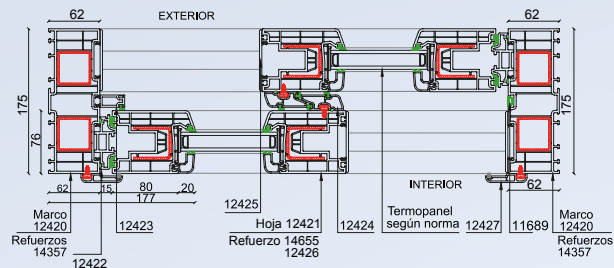 EXTERIOR
62
62
175
76
175
INTERIOR
62
15
80
20
62
177
Marco
12420
Refuerzos
14357
12422
12423
12425
Hoja 12421
Refuerzo 14655
12426
12424
Termopanel
según norma
12427
11689
Marco
12420
Refuerzos
14357